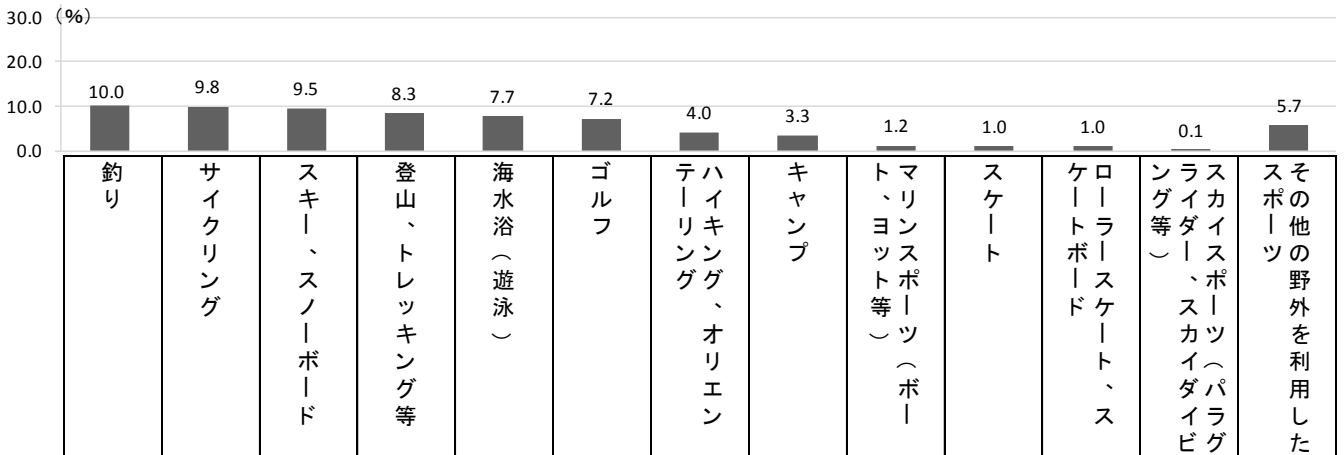 (%)
30.0
20.0
10.0
0.0
10.0
9.8
9.5
8.3
7.7
7.2
4.0
3.3
1.2
1.0
1.0
0.1
5.7
釣り
サイクリング
スキー、スノーボード
登山、トレッキング等
海水浴（遊泳）
ゴルフ
ハイキング、オリエン
テーリング
キャンプ
マリンスポーツ（ボー
ト、ヨット等）
スケート
ローラースケート、ス
ケートボード
スカイスポーツ（パラグ
ライダー、スカイダイビ
ング等）
その他の野外を利用した
スポーツ